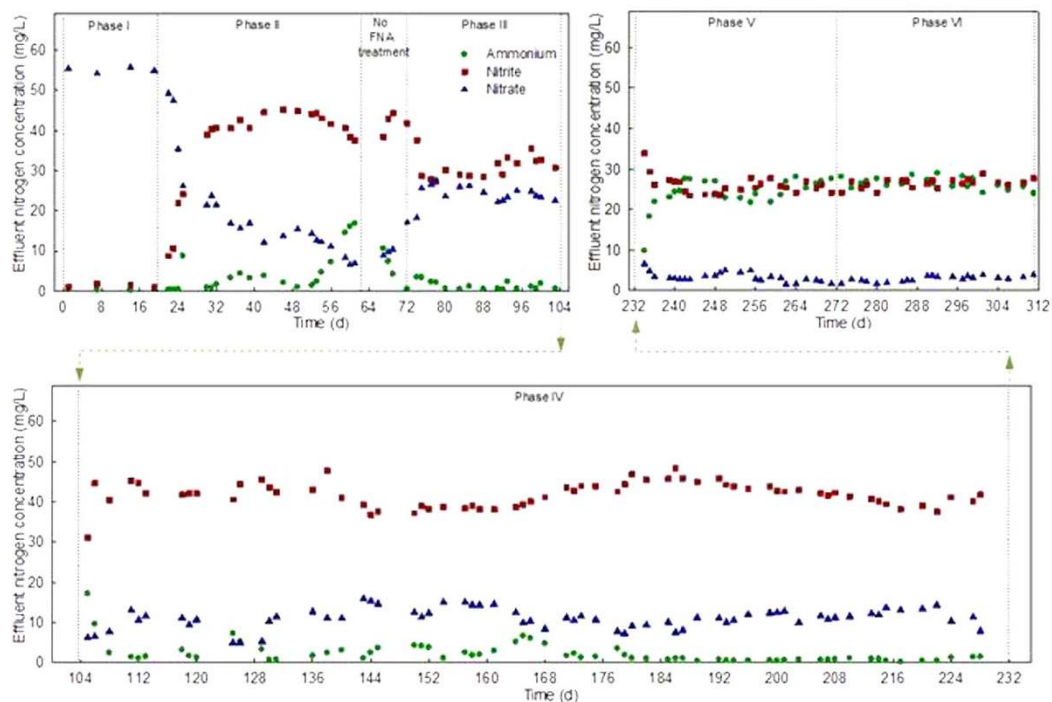 Phase I
Phase II
No
FNA
treatment
Phase III
Effluent nitrogen concentration (mg/L)
60
50
40
30
20
10
0
Ammonium
Nitrite
Nitrate
0 8 16 24 32 40 48 56 64 72 80 88 96 104
Time (d)
Phase V
Phase VI
Effluent nitrogen concentration (mg/L)
60
50
40
30
20
10
0
232 240 248 256 264 272 280 288 296 304 312
Time (d)
Phase IV
Effluent nitrogen concentration (mg/L)
60
50
40
30
20
10
0
104 112 120 128 136 144 152 160 168 176 184 192 200 208 216 224 232
Time (d)